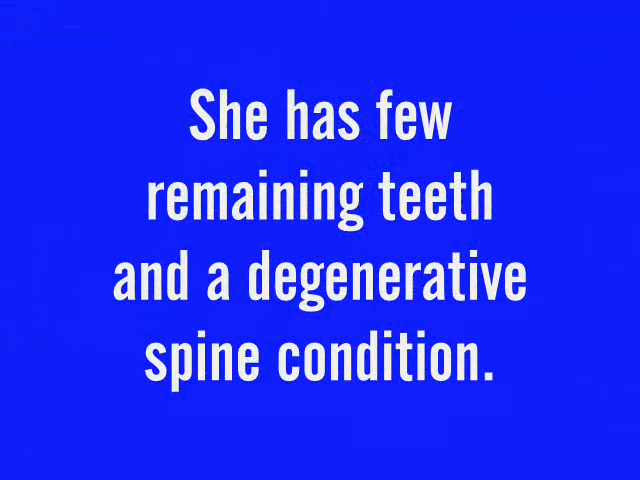 She has few
remaining teeth
and a degenerative
spine condition.